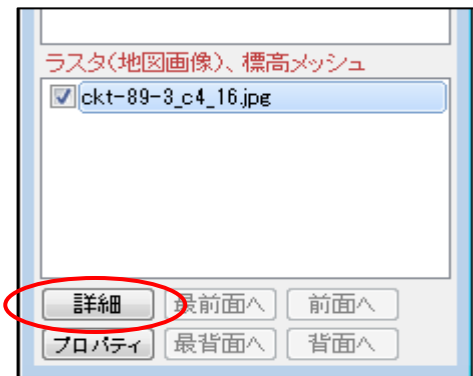 ラスタ(地図画像)、標高メッシュ
ckt-89-3_c4_16.jpg
詳細 最前面へ 前面へ
プロパティ 最背面へ 背面へ